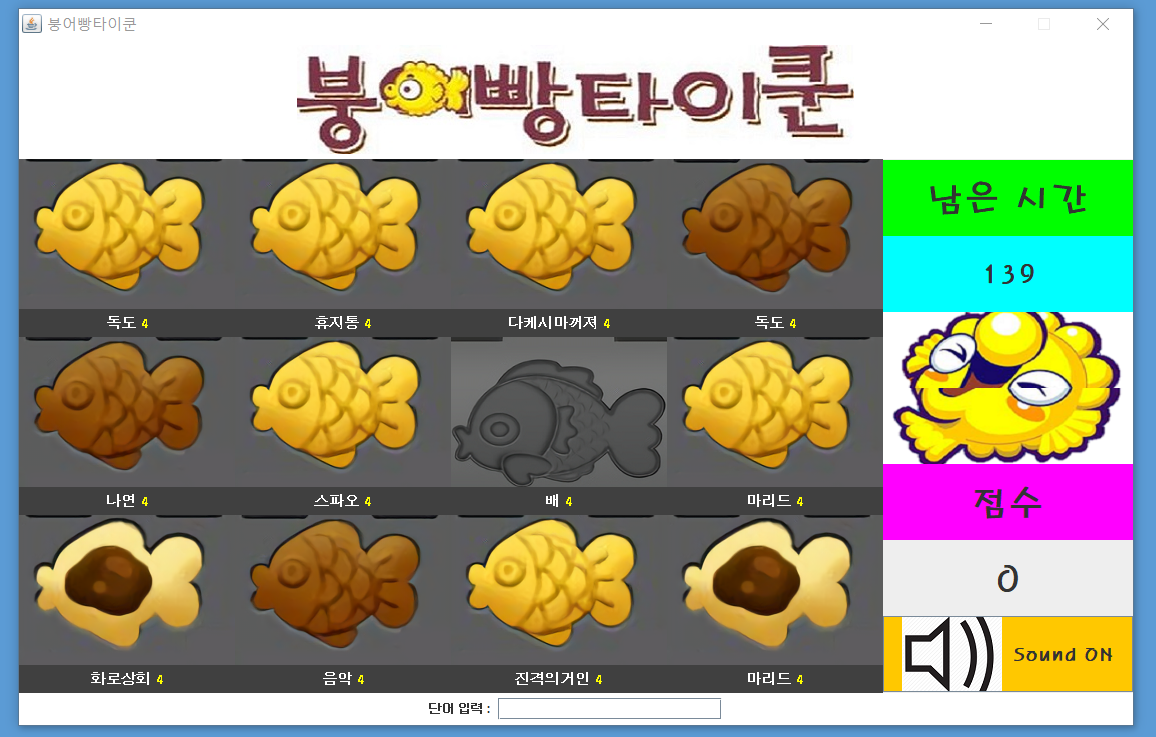 붕어빵타이쿤
붕어빵타이쿤
남은 시간
139
독도 4
휴지통 4
다케시마꺼져 4
독도 4
나연 4
스파오 4
배 4
마리드 4
점수
0
화로상회 4
음악 4
진격의거인 4
마리드 4
Sound ON
단어 입력 :